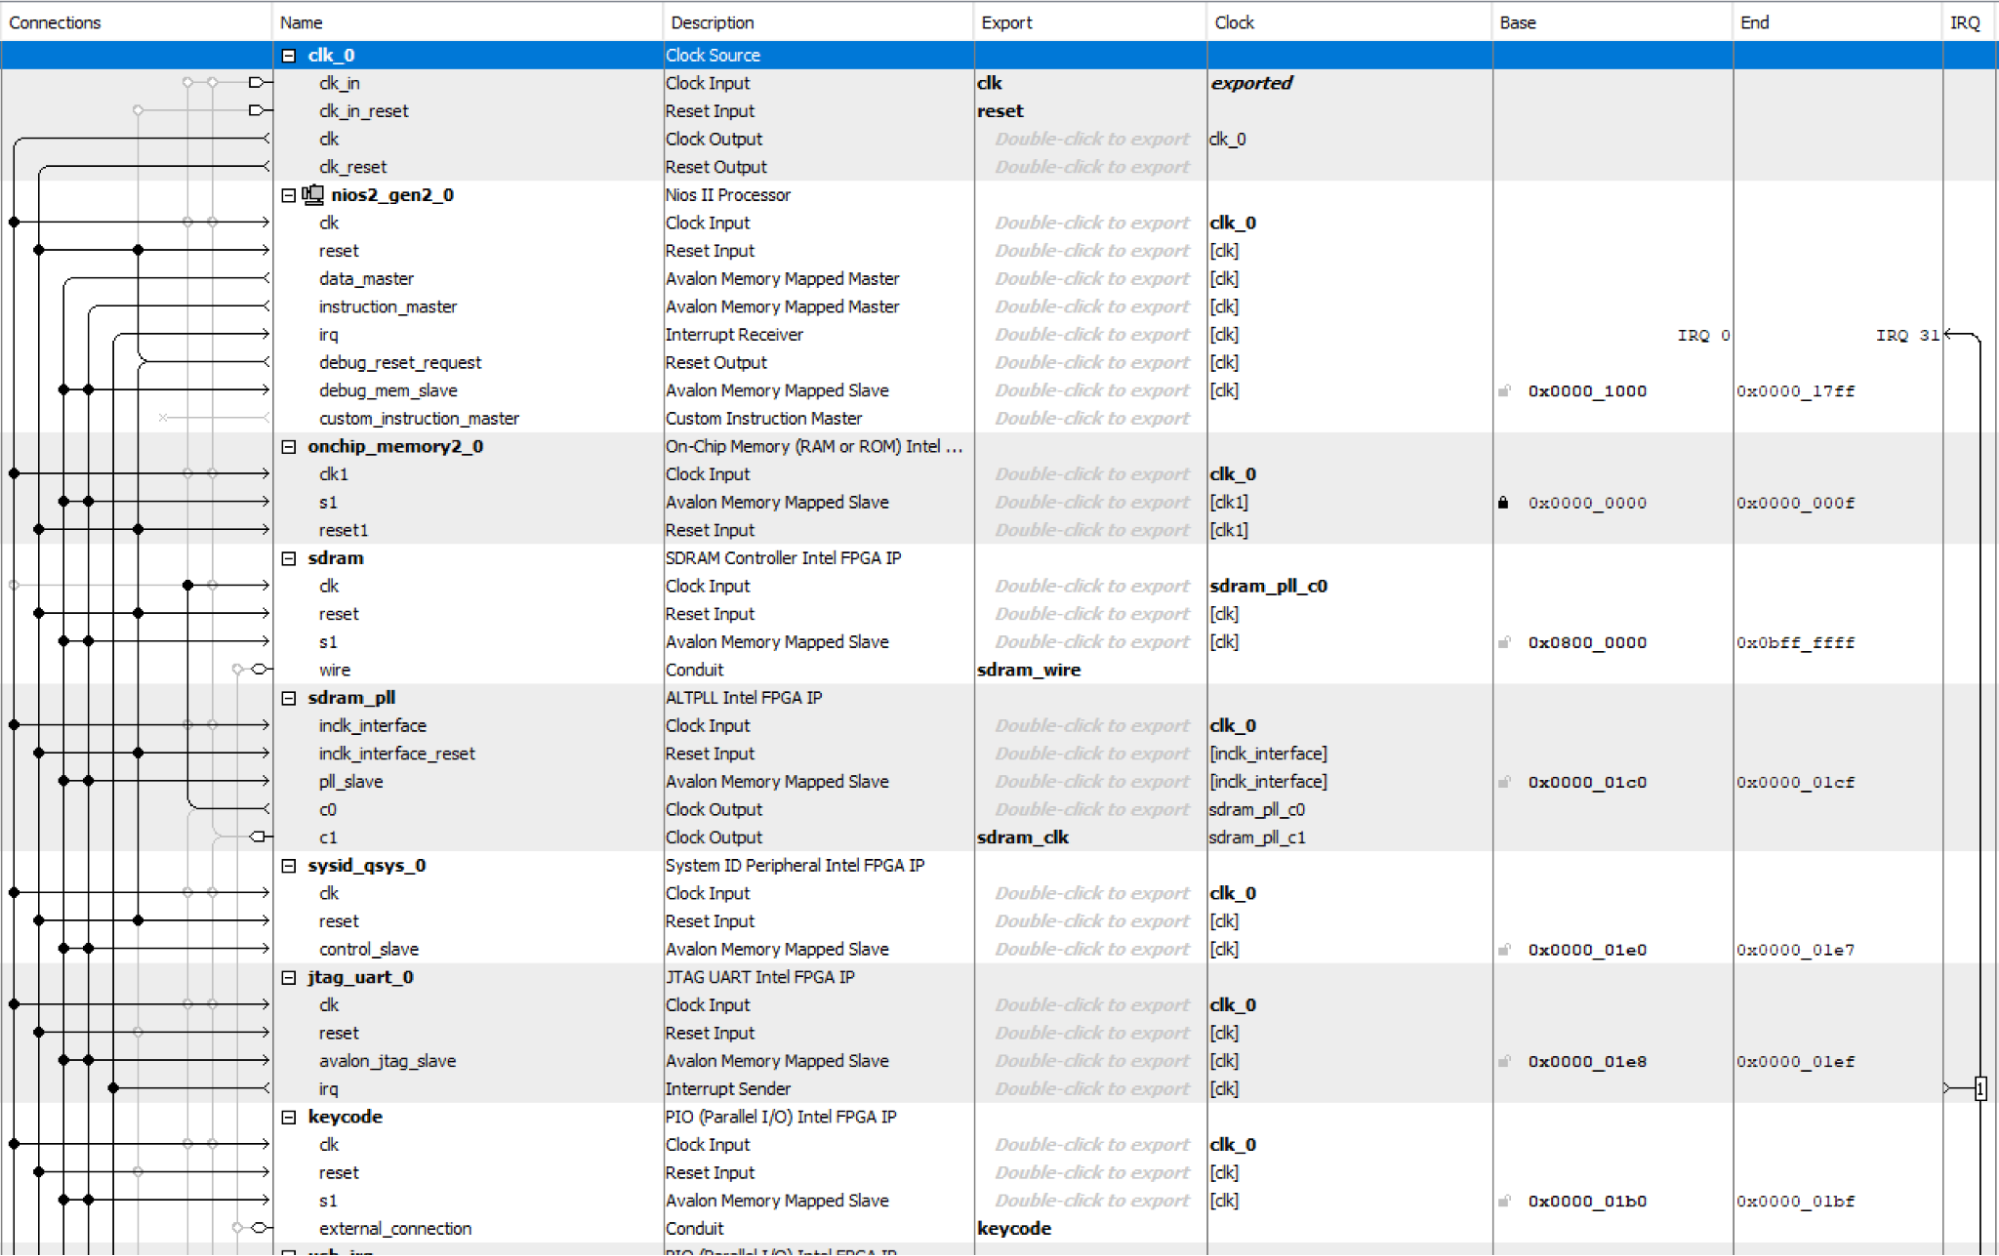 Connections Name Description Export Clock Base End IRQ
clk_0 Clock Source
clk_in Clock Input clk exported
clk_in_reset Reset Input reset
clk Clock Output Double-click to export clk_0
clk_reset Reset Output Double-click to export
nios2_gen2_0 Nios II Processor
clk Clock Input Double-click to export clk_0
reset Reset Input Double-click to export [clk]
data_master Avalon Memory Mapped Master Double-click to export [clk]
instruction_master Avalon Memory Mapped Master Double-click to export [clk]
irq Interrupt Receiver Double-click to export [clk] IRQ 0 IRQ 31
debug_reset_request Reset Output Double-click to export [clk]
debug_mem_slave Avalon Memory Mapped Slave Double-click to export [clk] 0x0000_1000 0x0000_17ff
custom_instruction_master Custom Instruction Master Double-click to export
onchip_memory2_0 On-Chip Memory (RAM or ROM) Intel ...
clk1 Clock Input Double-click to export clk_0
s1 Avalon Memory Mapped Slave Double-click to export [clk1] 0x0000_0000 0x0000_000f
reset1 Reset Input Double-click to export [clk1]
sdram SDRAM Controller Intel FPGA IP
clk Clock Input Double-click to export sdram_pll_c0
reset Reset Input Double-click to export [clk]
s1 Avalon Memory Mapped Slave Double-click to export [clk] 0x0800_0000 0x0bff_ffff
wire Conduit sdram_wire
sdram_pll ALTPLL Intel FPGA IP
inclk_interface Clock Input Double-click to export clk_0
inclk_interface_reset Reset Input Double-click to export [inclk_interface]
pll_slave Avalon Memory Mapped Slave Double-click to export [inclk_interface] 0x0000_01c0 0x0000_01cf
c0 Clock Output Double-click to export sdram_pll_c0
c1 Clock Output sdram_clk sdram_pll_c1
sysid_qsys_0 System ID Peripheral Intel FPGA IP
clk Clock Input Double-click to export clk_0
reset Reset Input Double-click to export [clk]
control_slave Avalon Memory Mapped Slave Double-click to export [clk] 0x0000_01e0 0x0000_01e7
jtag_uart_0 JTAG UART Intel FPGA IP
clk Clock Input Double-click to export clk_0
reset Reset Input Double-click to export [clk]
avalon_jtag_slave Avalon Memory Mapped Slave Double-click to export [clk] 0x0000_01e8 0x0000_01ef
irq Interrupt Sender Double-click to export [clk] 1
keycode PIO (Parallel I/O) Intel FPGA IP
clk Clock Input Double-click to export clk_0
reset Reset Input Double-click to export [clk]
s1 Avalon Memory Mapped Slave Double-click to export [clk] 0x0000_01b0 0x0000_01bf
external_connection Conduit keycode
usb_irq PIO (Parallel I/O) Intel FPGA IP